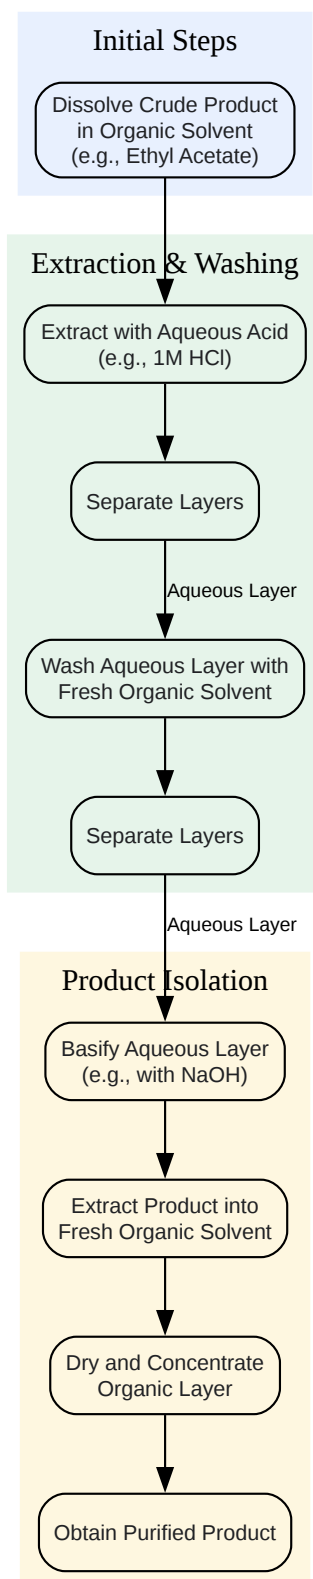 Initial Steps
Dissolve Crude Product
in Organic Solvent
(e.g., Ethyl Acetate)
Extraction & Washing
Extract with Aqueous Acid
(e.g., 1M HCl)
Separate Layers
Aqueous Layer
Wash Aqueous Layer with
Fresh Organic Solvent
Separate Layers
Aqueous Layer
Product Isolation
Basify Aqueous Layer
(e.g., with NaOH)
Extract Product into
Fresh Organic Solvent
Dry and Concentrate
Organic Layer
Obtain Purified Product